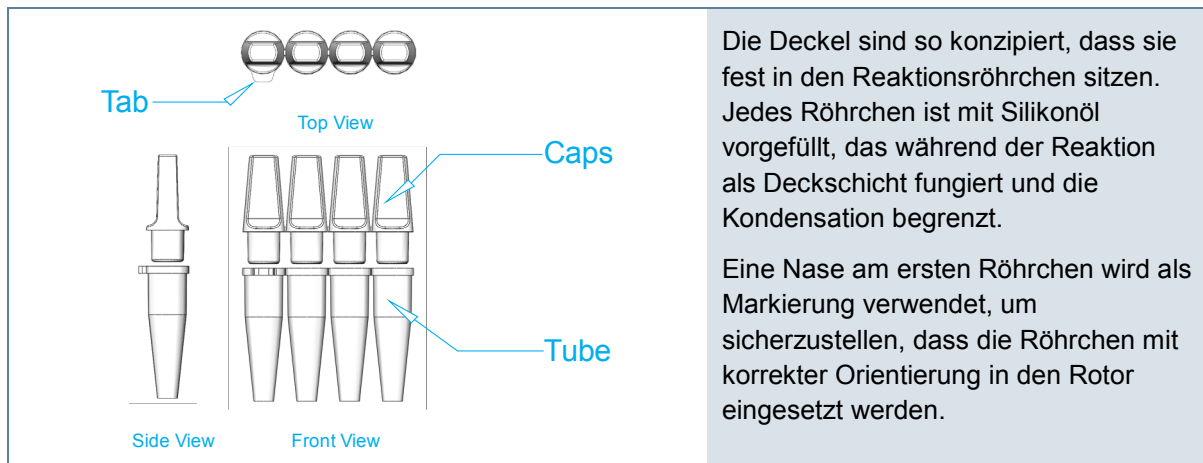 Tab
Top View
Caps
Tube
Side View
Front View
Die Deckel sind so konzipiert, dass sie
fest in den Reaktionsröhrchen sitzen.
Jedes Röhrchen ist mit Silikonöl
vorgefüllt, das während der Reaktion
als Deckschicht fungiert und die
Kondensation begrenzt.
Eine Nase am ersten Röhrchen wird als
Markierung verwendet, um
sicherzustellen, dass die Röhrchen mit
korrekter Orientierung in den Rotor
eingesetzt werden.